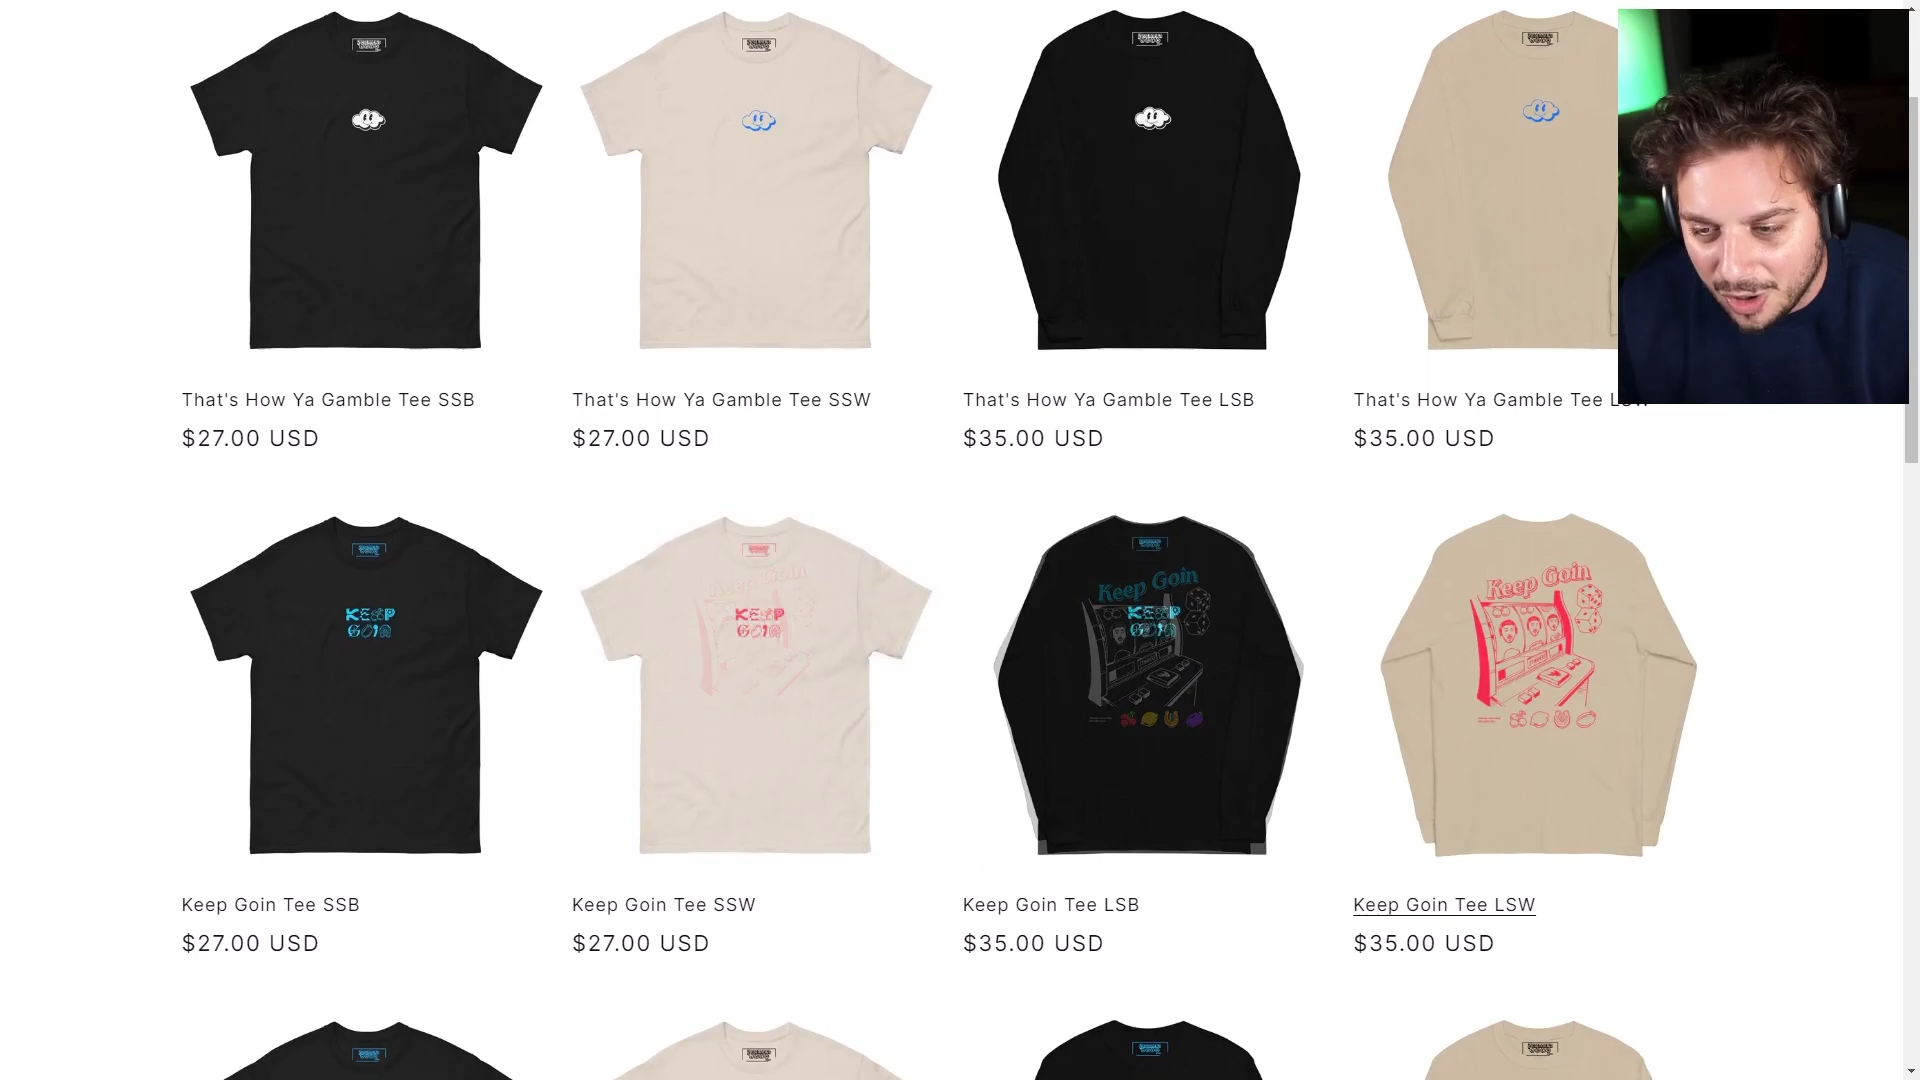 That's How Ya Gamble Tee SSB
$27.00 USD
That's How Ya Gamble Tee SSW
$27.00 USD
That's How Ya Gamble Tee LSB
$35.00 USD
That's How Ya Gamble Tee
$35.00 USD
KEEP
GOIN
KEEP
GOIN
Keep Goin
KEEP
GOIN
Keep Goin
Keep Goin Tee SSB
$27.00 USD
Keep Goin Tee SSW
$27.00 USD
Keep Goin Tee LSB
$35.00 USD
Keep Goin Tee LSW
$35.00 USD